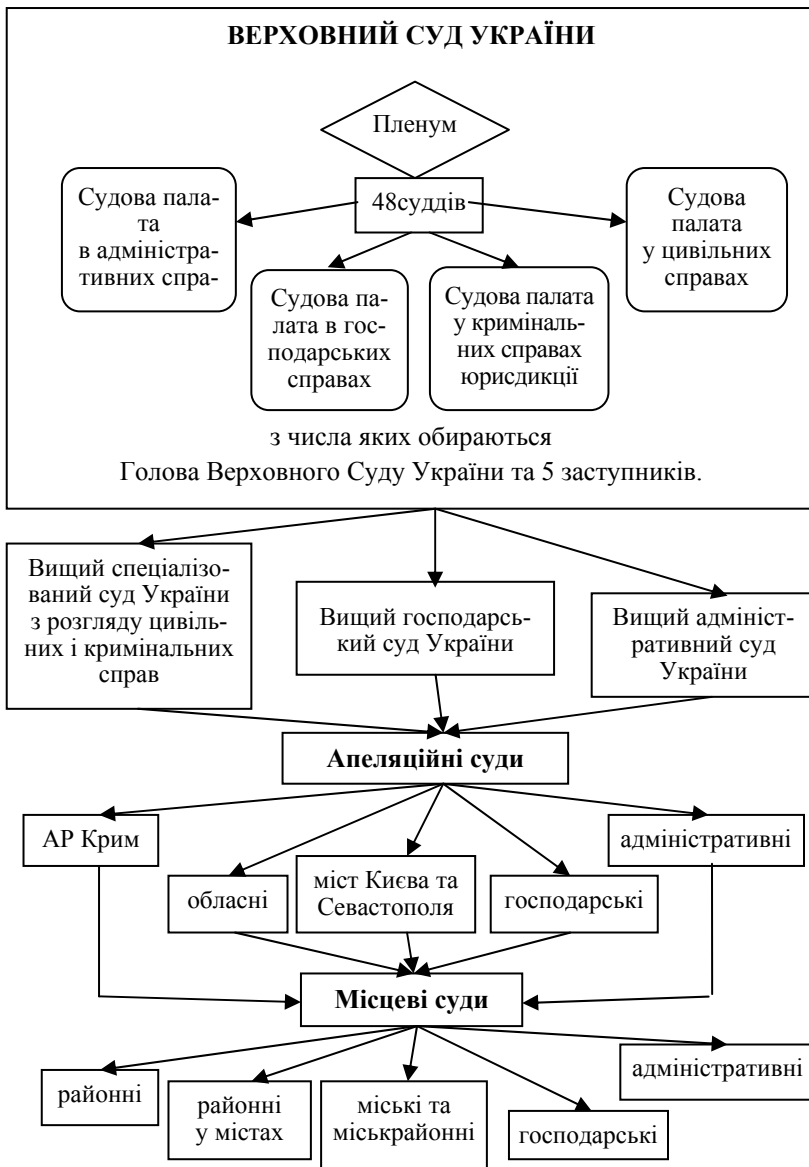 ВЕРХОВНИЙ СУД УКРАЇНИ
Пленум
48суддів
Судова пала-
та
в адміністра-
тивних спра-
Судова
палата
у цивільних
справах
Судова па-
лата в гос-
подарських
справах
Судова палата
у криміналь-
них справах
юрисдикції
з числа яких обираються
Голова Верховного Суду України та 5 заступників.
Вищий спеціалізо-
ваний суд України
з розгляду цивіль-
них і кримінальних
справ
Вищий господарсь-
кий суд України
Вищий адмініст-
ративний суд
України
Апеляційні суди
АР Крим
обласні
міст Києва та
Севастополя
господарські
адміністративні
Місцеві суди
районні
районні
у містах
міські та
міськрайонні
господарські
адміністративні